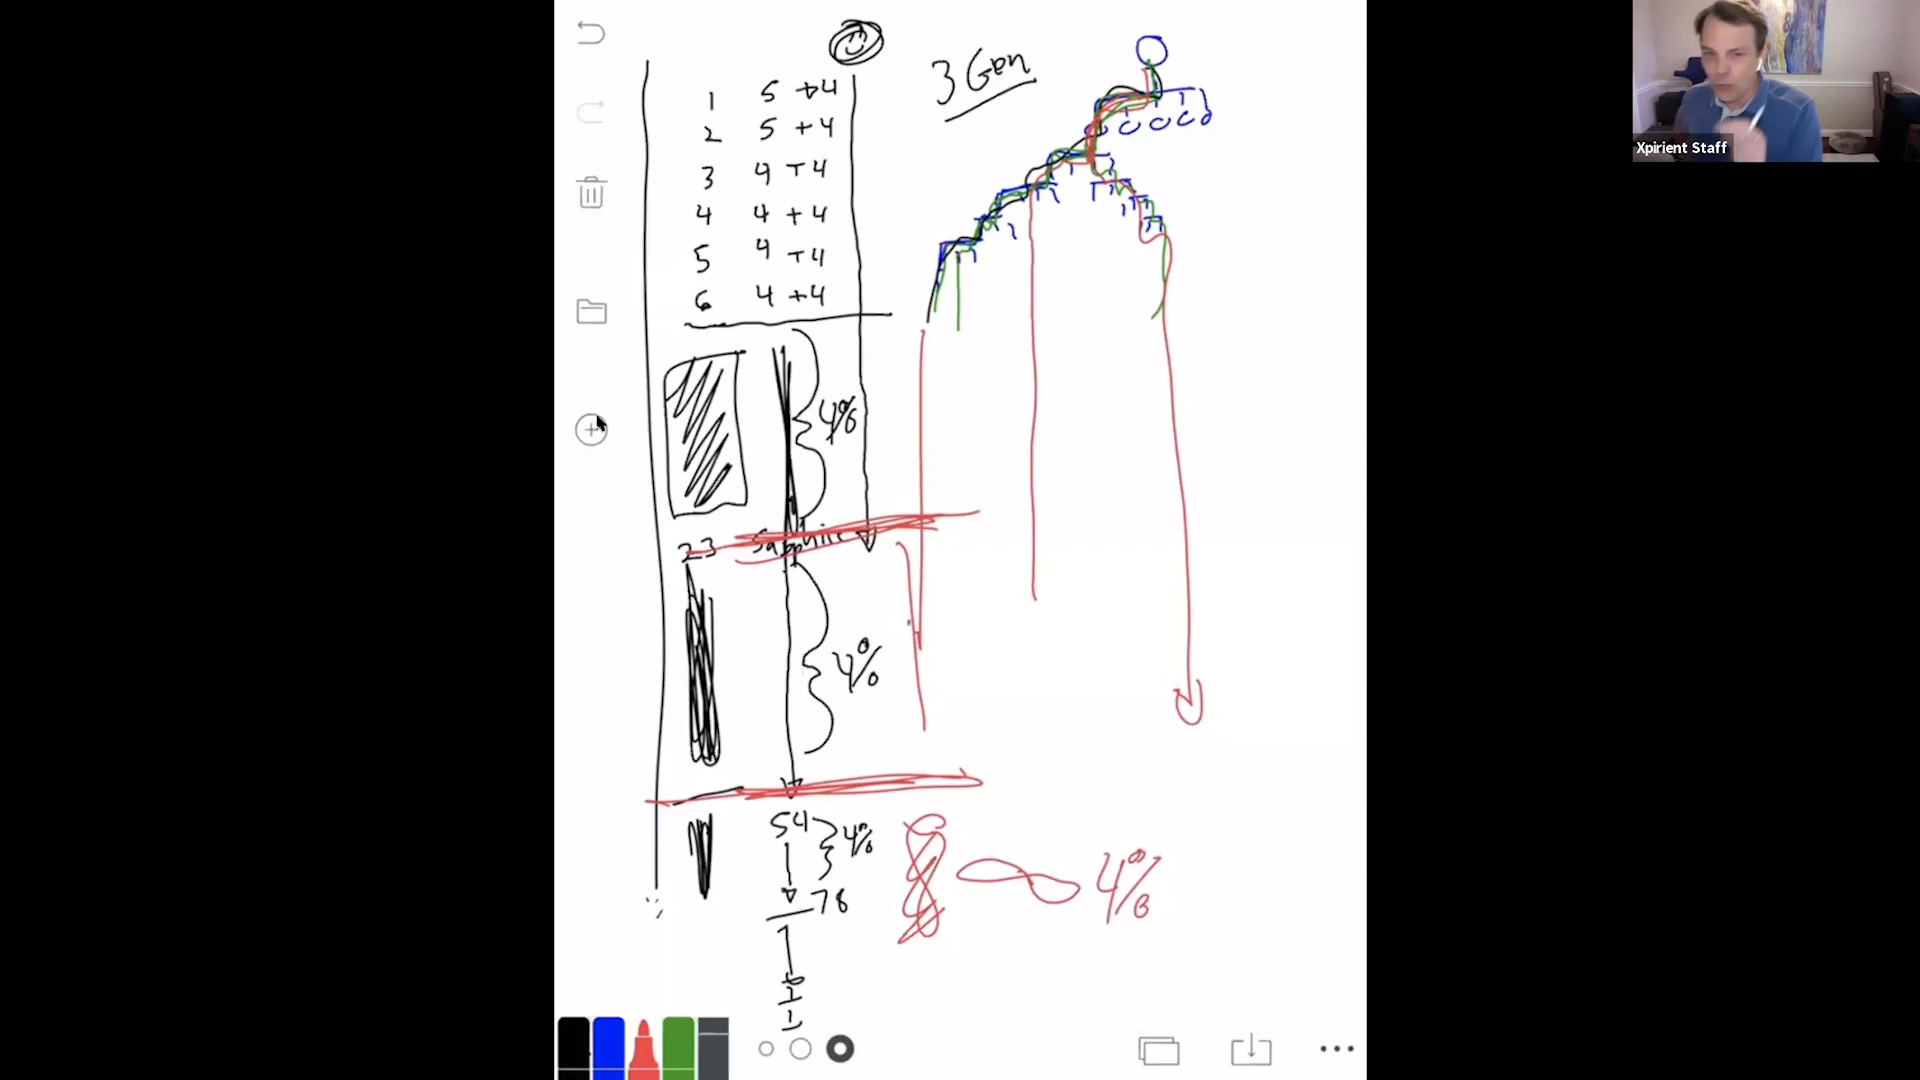 3 Gen
1 5 +4
2 5 +4
3 4 +4
4 4 +4
5 4 +4
6 4 +4
4%
23 Sapphire
4%
54 4%
78
4%
Xpirient Staff